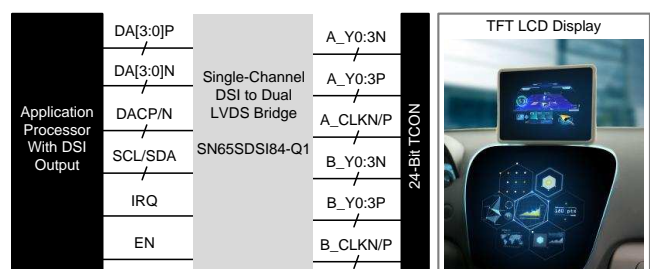 Application
Processor
With DSI
Output
DA[3:0]P
DA[3:0]N
DACP/N
SCL/SDA
IRQ
EN
Single-Channel
DSI to Dual
LVDS Bridge
SN65SDSI84-Q1
A_Y0:3N
A_Y0:3P
A_CLKN/P
B_Y0:3N
B_Y0:3P
B_CLKN/P
24-Bit TCON
TFT LCD Display